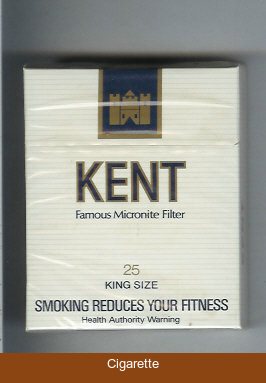 KENT
Famous Micronite Filter
25
KING SIZE
SMOKING REDUCES YOUR FITNESS
Health Authority Warning
Cigarette